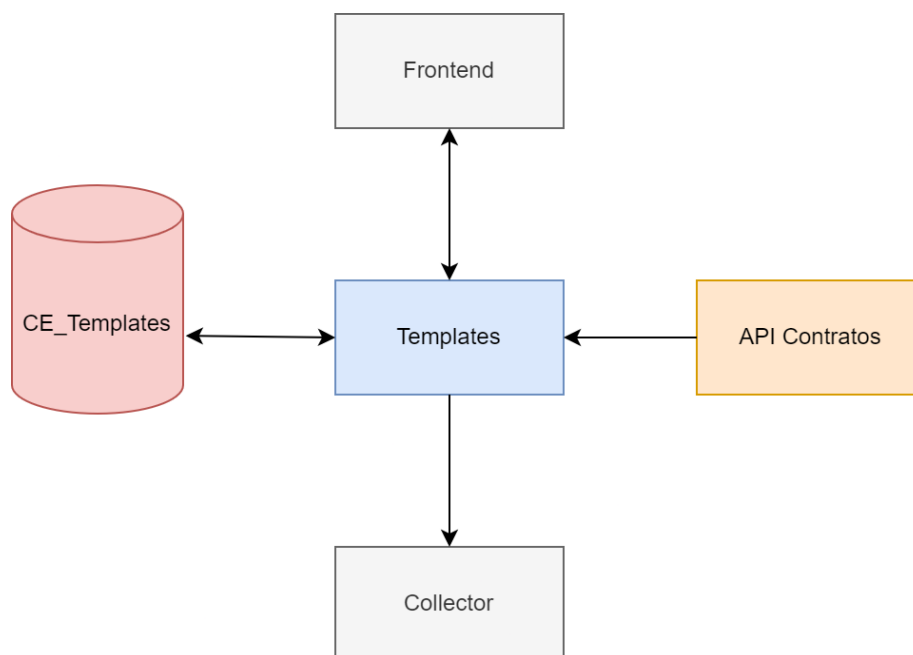 Frontend
CE_Templates
Templates
API Contratos
Collector